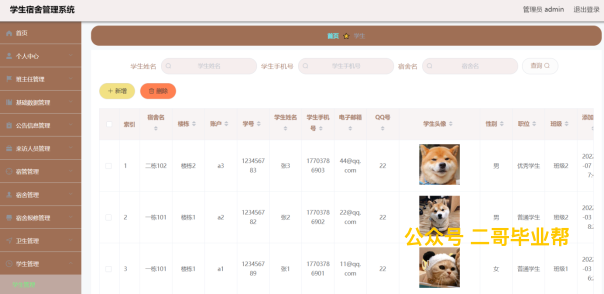 学生宿舍管理系统
管理员 admin 退出登录
首页
首页 学生
个人中心
学生姓名 学生姓名 学生手机号 学生手机号 宿舍名 宿舍名 查询
班主任管理
+ 新增 删除
基础数据管理
公告信息管理
索引 宿舍名 楼栋 账户 学号 学生姓名 学生手机号 电子邮箱 QQ号 学生头像 性别 职位 班级 添加
来访人员管理
宿管管理
1 二栋102 楼栋2 a3 12345678​3 张3 17703786903 44@qq.com 22 男 优秀学生 班级2
宿舍管理
宿舍报修管理
2 一栋101 楼栋1 a2 1234567882 张2 17703786902 22@qq.com 22 男 普通学生 班级2
公众号 二哥毕业帮
卫生管理
学生管理
3 一栋101 楼栋1 a1 1234567889 张1 17703786901 11@qq.com 22 女 普通学生 班级1
学生管理